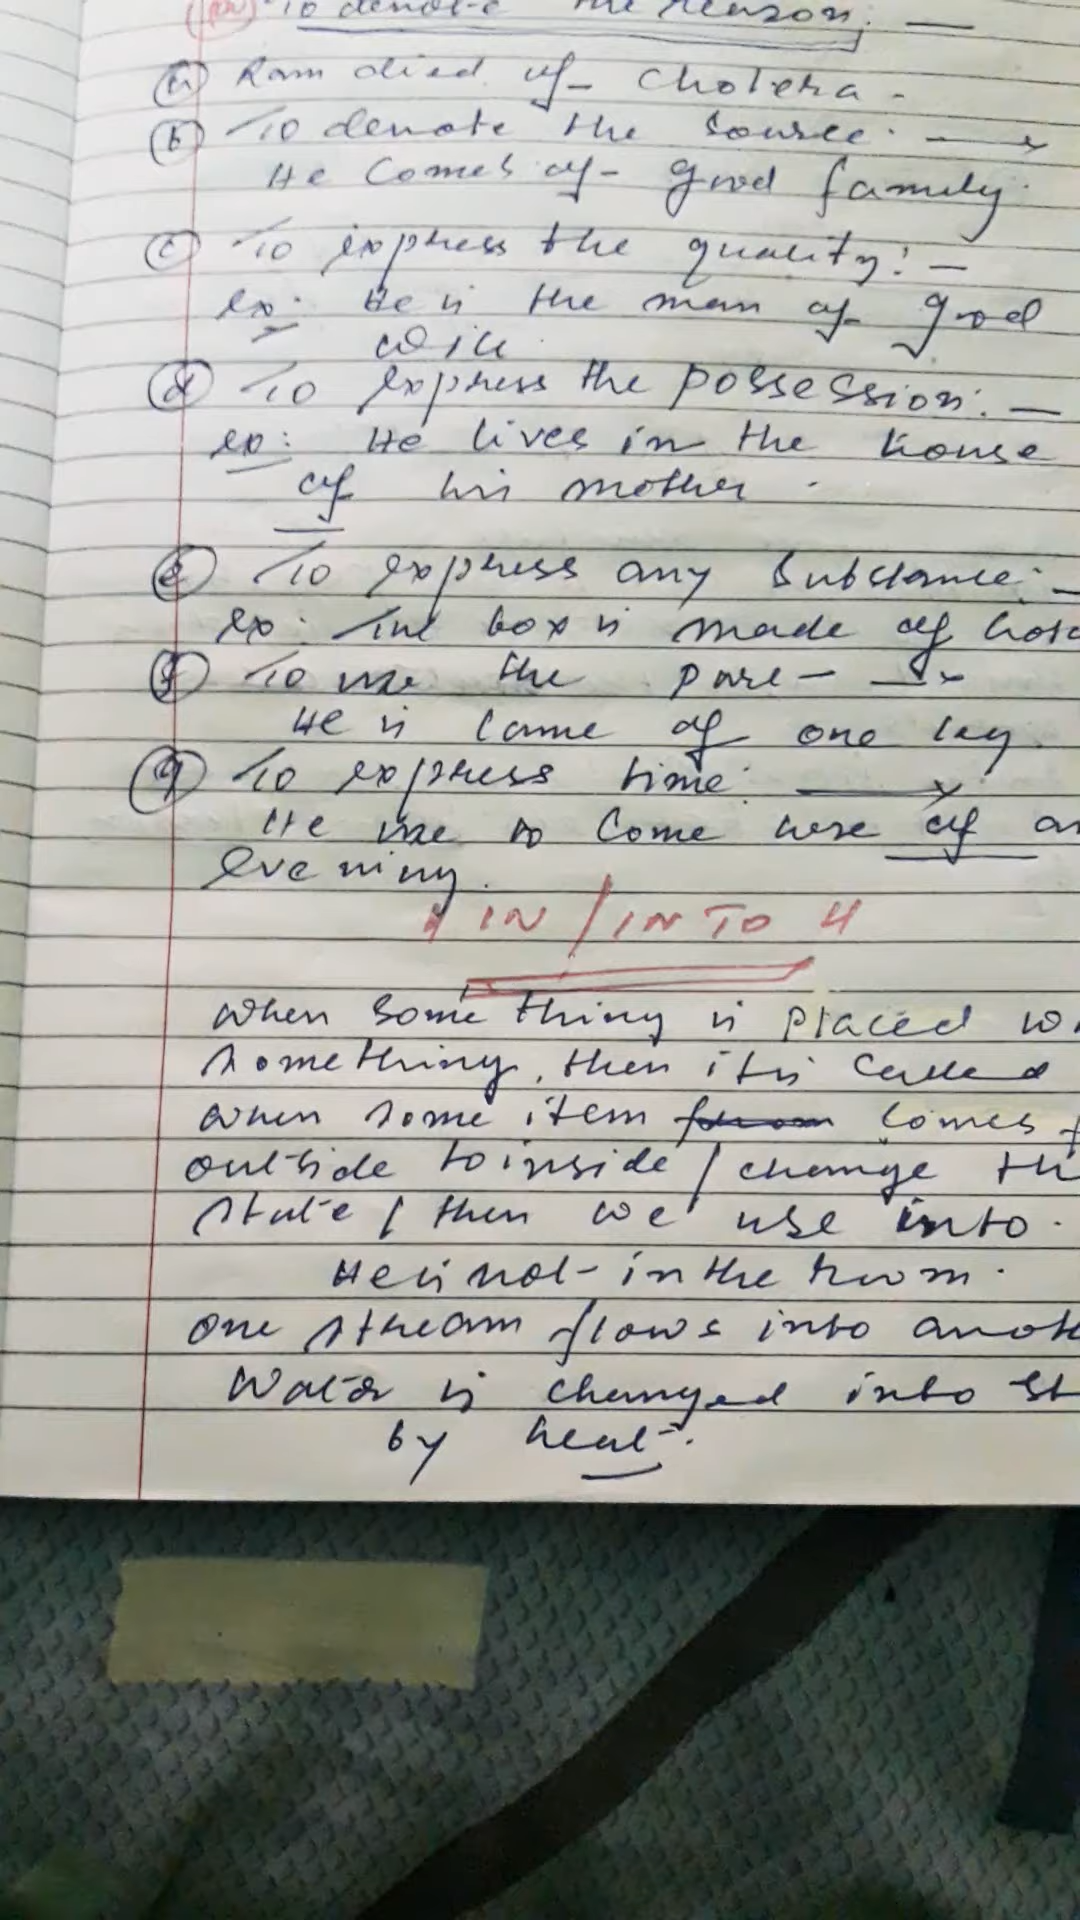 To denote the reason: —
(a) Ram died of cholera.
(b) To denote the source. →
He comes of good family.
(c) To express the quality: —
ex: He is the man of good
will.
(d) To express the possession: —
ex: He lives in the house
of his mother.
(e) To express any substance: —
ex: The box is made of
(f) To use the part →
He is lame of one leg.
(g) To express time: →
He use to come here of an
evening.
IN / INTO
when something is placed
something, then it is called
when some item from comes
outside to inside / change
state / then we use into.
He is not in the room.
one stream flows into
Water is changed into
by heat.